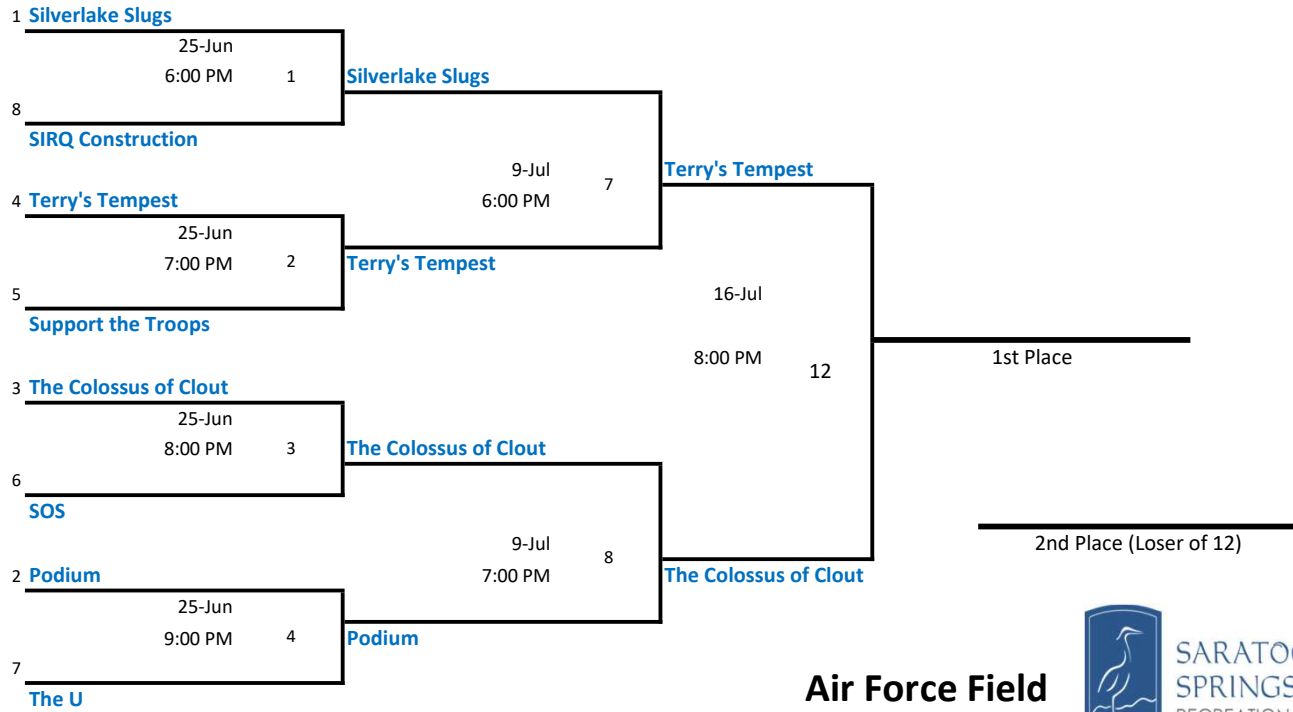 1 Silverlake Slugs
25-Jun
6:00 PM 1
Silverlake Slugs
8
SIRQ Construction
9-Jul
7
6:00 PM
Terry's Tempest
4 Terry's Tempest
25-Jun
7:00 PM 2
Terry's Tempest
5
Support the Troops
16-Jul
8:00 PM 12
1st Place
3 The Colossus of Clout
25-Jun
8:00 PM 3
The Colossus of Clout
6
SOS
9-Jul
8
7:00 PM
The Colossus of Clout
2nd Place (Loser of 12)
2 Podium
25-Jun
9:00 PM 4
Podium
7
The U
Air Force Field
SPRINGS